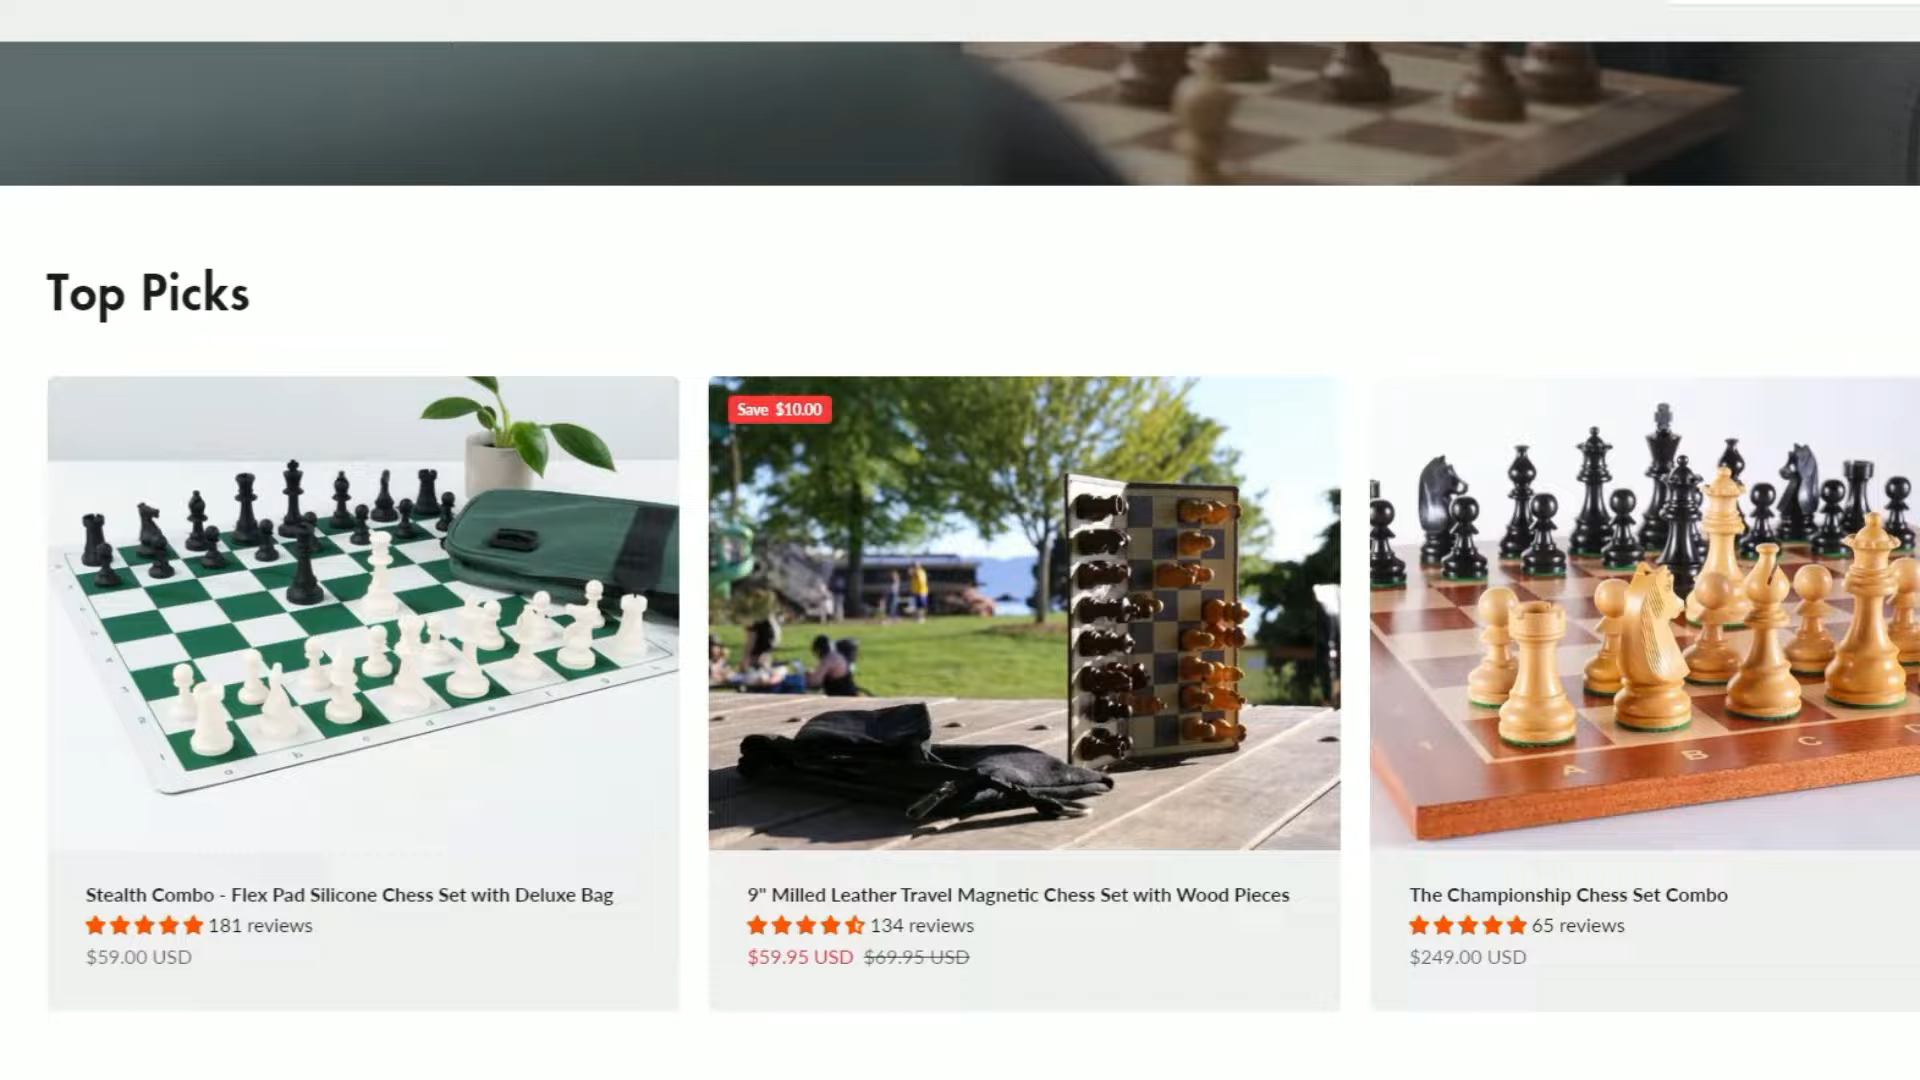 Top Picks
Save $10.00
A B C
Stealth Combo - Flex Pad Silicone Chess Set with Deluxe Bag
181 reviews
$59.00 USD
9" Milled Leather Travel Magnetic Chess Set with Wood Pieces
134 reviews
$59.95 USD $69.95 USD
The Championship Chess Set Combo
65 reviews
$249.00 USD